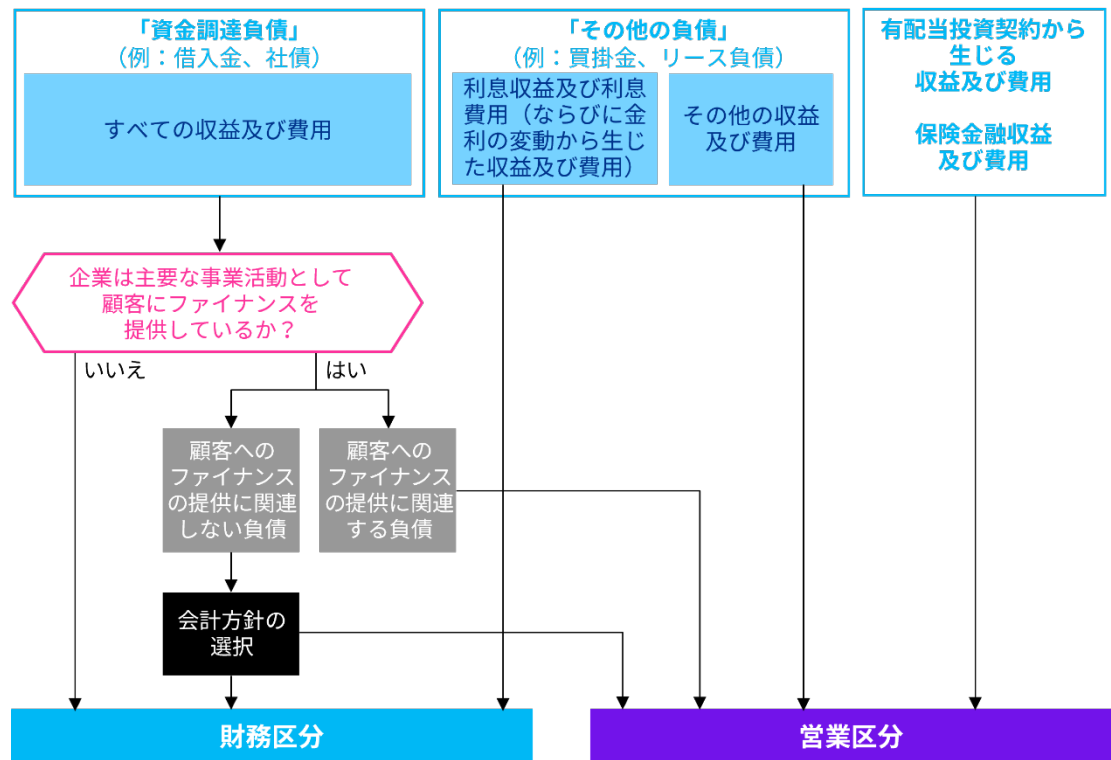 「資金調達負債」
（例：借入金、社債）
すべての収益及び費用
「その他の負債」
（例：買掛金、リース負債）
利息収益及び利息
費用（ならびに金
利の変動から生じ
た収益及び費用）
その他の収益
及び費用
有配当投資契約から
生じる
収益及び費用
保険金融収益
及び費用
企業は主要な事業活動として
顧客にファイナンスを
提供しているか？
いいえ
はい
顧客への
ファイナンス
の提供に関連
しない負債
顧客への
ファイナンス
の提供に関連
する負債
会計方針の
選択
財務区分
営業区分